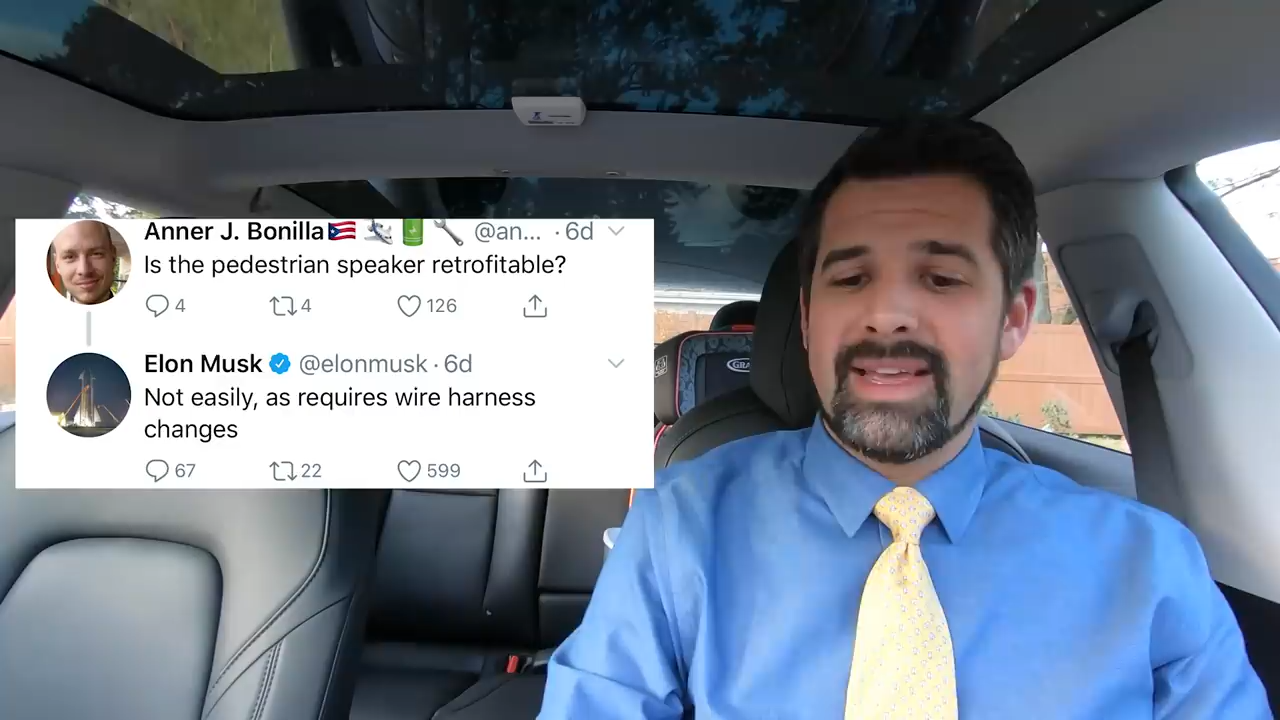 Anner J. Bonilla🇵🇷 🛬 🔋 🔧 @an... · 6d
Is the pedestrian speaker retrofitable?
4 4 126
Elon Musk @elonmusk · 6d
Not easily, as requires wire harness
changes
67 22 599
GRA